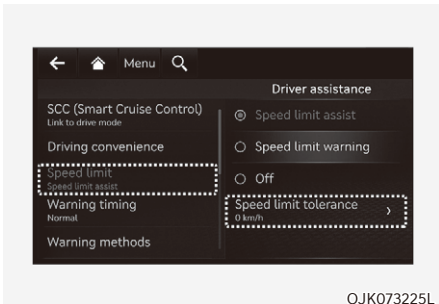 Menu
Driver assistance
SCC (Smart Cruise Control)
Link to drive mode
Driving convenience
Speed limit
Speed limit assist
Warning timing
Normal
Warning methods
Speed limit assist
Speed limit warning
Off
Speed limit tolerance
0 km/h
OJK073225L